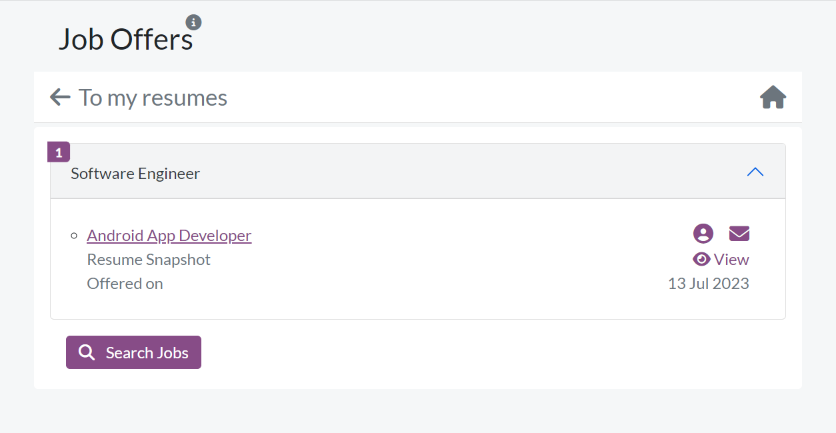 Job Offers
To my resumes
1
Software Engineer
Android App Developer
Resume Snapshot View
Offered on 13 Jul 2023
Search Jobs